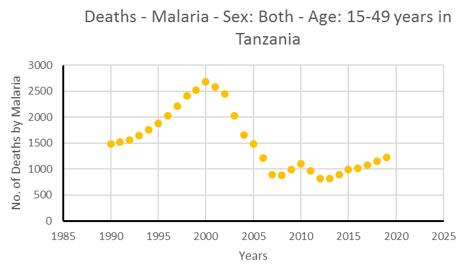 Deaths - Malaria - Sex: Both - Age: 15-49 years in
Tanzania
No. of Deaths by Malaria
3000
2500
2000
1500
1000
500
0
1985 1990 1995 2000 2005 2010 2015 2020 2025
Years